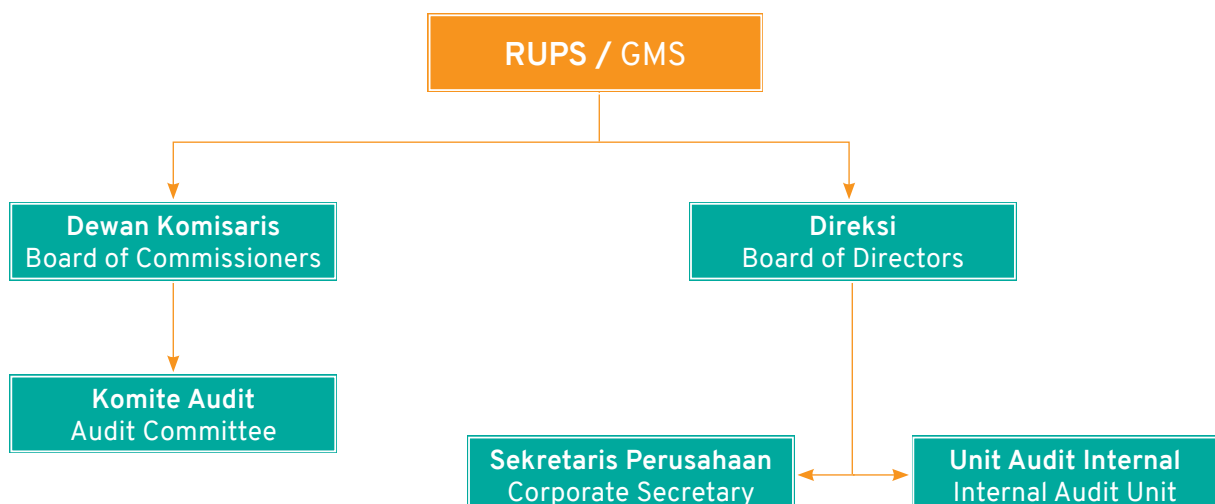 RUPS / GMS
Dewan Komisaris
Board of Commissioners
Direksi
Board of Directors
Komite Audit
Audit Committee
Sekretaris Perusahaan
Corporate Secretary
Unit Audit Internal
Internal Audit Unit